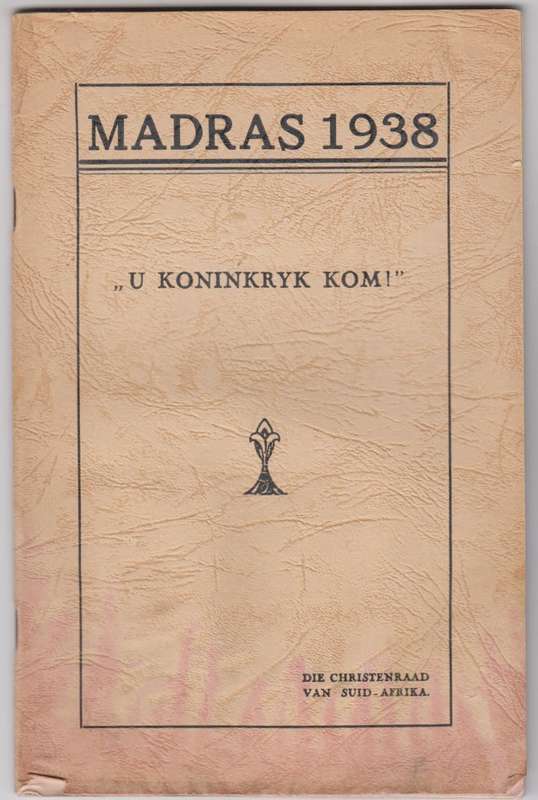 MADRAS 1938
„U KONINKRYK KOM!”
DIE CHRISTENRAAD
VAN SUID-AFRIKA.